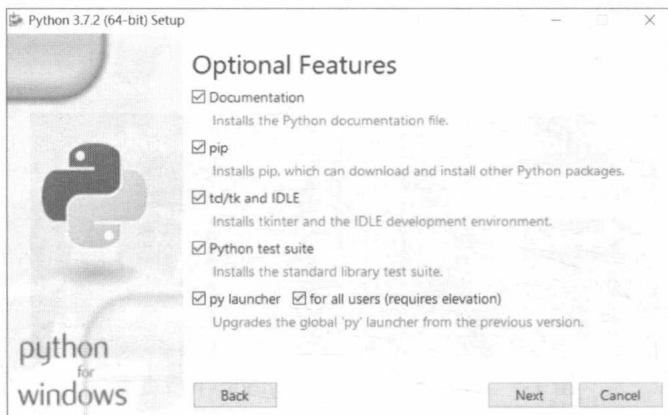 Python 3.7.2 (64-bit) Setup
Optional Features
Documentation
Installs the Python documentation file.
pip
Installs pip, which can download and install other Python packages.
tcl/tk and IDLE
Installs tkinter and the IDLE development environment.
Python test suite
Installs the standard library test suite.
py launcher for all users (requires elevation)
Upgrades the global 'py' launcher from the previous version.
python
for
windows
Back Next Cancel